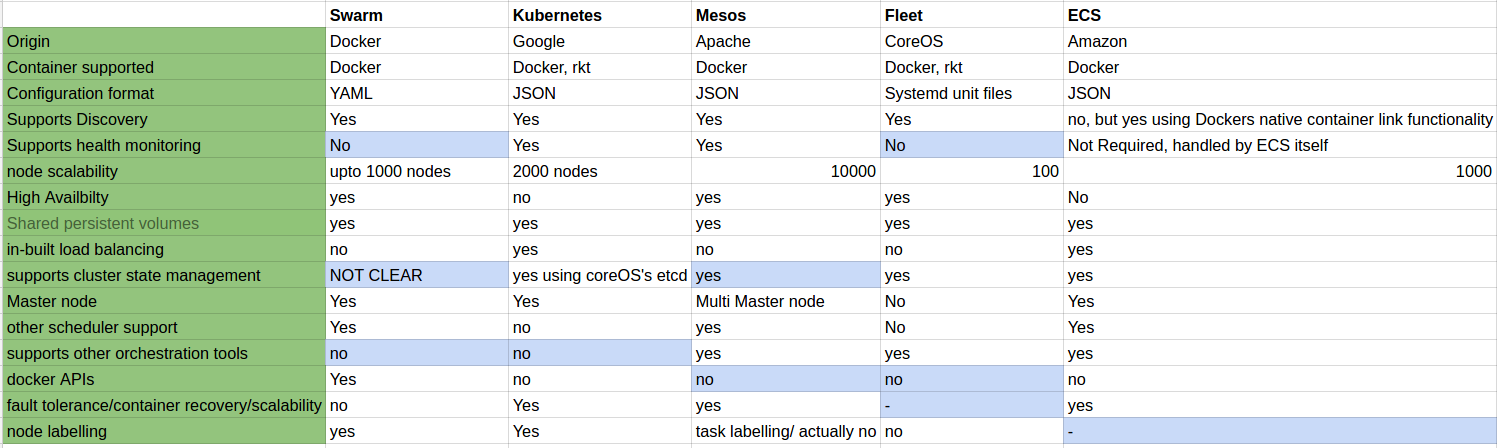 Swarm Kubernetes Mesos Fleet ECS
Origin Docker Google Apache CoreOS Amazon
Container supported Docker Docker, rkt Docker Docker, rkt Docker
Configuration format YAML JSON JSON Systemd unit files JSON
Supports Discovery Yes Yes Yes Yes no, but yes using Dockers native container link functionality
Supports health monitoring No Yes Yes No Not Required, handled by ECS itself
node scalability upto 1000 nodes 2000 nodes 10000 100 1000
High Availbilty yes no yes yes No
Shared persistent volumes yes yes yes yes yes
in-built load balancing no yes no no yes
supports cluster state management NOT CLEAR yes using coreOS's etcd yes yes yes
Master node Yes Yes Multi Master node No Yes
other scheduler support Yes no yes No Yes
supports other orchestration tools no no yes yes yes
docker APIs Yes no no no no
fault tolerance/container recovery/scalability no Yes yes - yes
node labelling yes Yes task labelling/ actually no no -